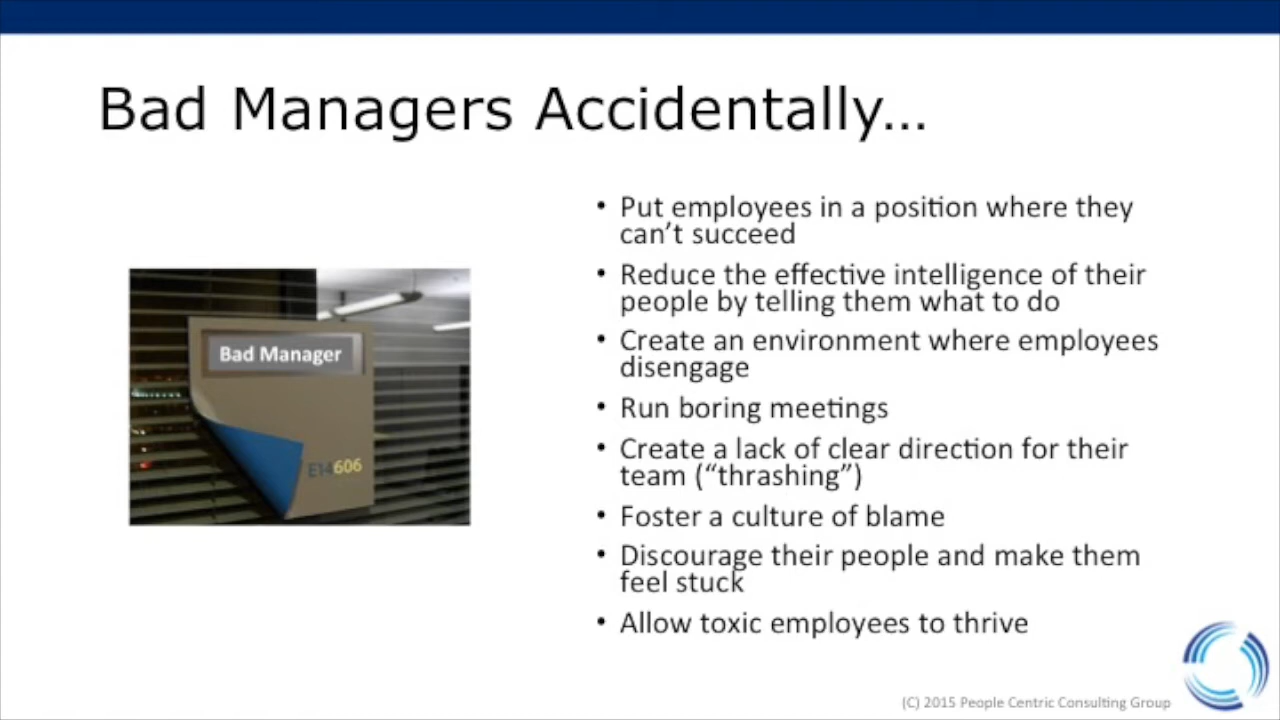 Bad Managers Accidentally...
Bad Manager
E14606
• Put employees in a position where they
can’t succeed
• Reduce the effective intelligence of their
people by telling them what to do
• Create an environment where employees
disengage
• Run boring meetings
• Create a lack of clear direction for their
team (“thrashing”)
• Foster a culture of blame
• Discourage their people and make them
feel stuck
• Allow toxic employees to thrive
(C) 2015 People Centric Consulting Group